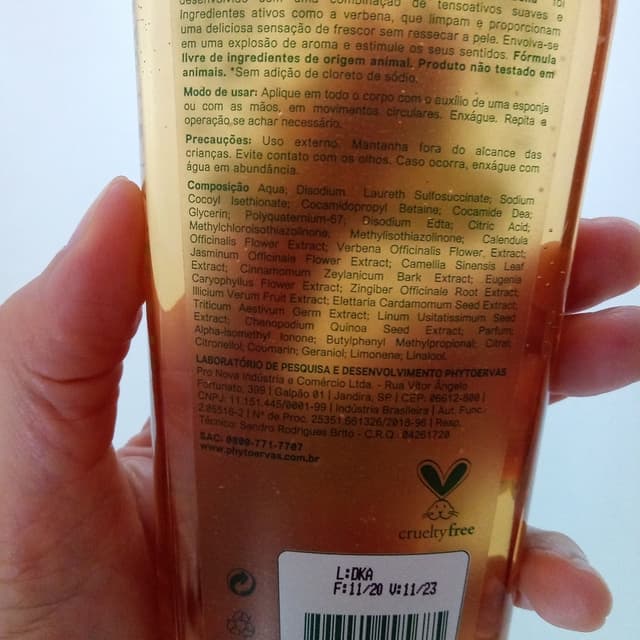 desenvolvido com uma combinação de tensoativos suaves e
Ingredientes ativos como a verbena, que limpam e proporcionam
uma deliciosa sensação de frescor sem ressecar a pele. Envolva-se
em uma explosão de aroma e estimule os seus sentidos. Fórmula
livre de ingredientes de origem animal. Produto não testado em
animais. *Sem adição de cloreto de sódio.
Modo de usar: Aplique em todo o corpo com o auxílio de uma esponja
ou com as mãos, em movimentos circulares. Enxágue. Repita a
operação,se achar necessário.
Precauções: Uso externo. Mantenha fora do alcance das
crianças. Evite contato com os olhos. Caso ocorra, enxágue com
água em abundância.
Composição Aqua; Disodium Laureth Sulfosuccinate; Sodium
Cocoyl Isethionate; Cocamidopropyl Betaine; Cocamide Dea;
Glycerin; Polyquaternium-67; Disodium Edta; Citric Acid;
Methylchloroisothiazolinone; Methylisothiazolinone; Calendula
Officinalis Flower Extract; Verbena Officinalis Flower Extract;
Jasminum Officinale Flower Extract; Camellia Sinensis Leaf
Extract; Cinnamomum Zeylanicum Bark Extract; Eugenia
Caryophyllus Flower Extract; Zingiber Officinale Root Extract;
Illicium Verum Fruit Extract; Elettaria Cardamomum Seed Extract;
Triticum Aestivum Germ Extract; Linum Usitatissimum Seed
Extract; Chenopodium Quinoa Seed Extract; Parfum;
Alpha-Isomethyl Ionone; Butylphenyl Methylpropional; Citral;
Citronellol; Coumarin; Geraniol; Limonene; Linalool.
LABORATÓRIO DE PESQUISA E DESENVOLVIMENTO PHYTOERVAS
Pro Nova Indústria e Comércio Ltda. - Rua Vitor Ângelo
Fortunato, 399 | Galpão 01 | Jandira, SP | CEP: 06612-800 |
CNPJ: 11.151.445/0001-99 | Indústria Brasileira | Aut. Func.:
2.05516-2 | Nº de Proc. 25351.561326/2018-96 | Resp.
Técnico: Sandro Rodrigues Brito - C.R.Q.: 04261720
SAC: 0800-771-7707
www.phytoervas.com.br
crueltyfree
L:DKA
F:11/20 V:11/23